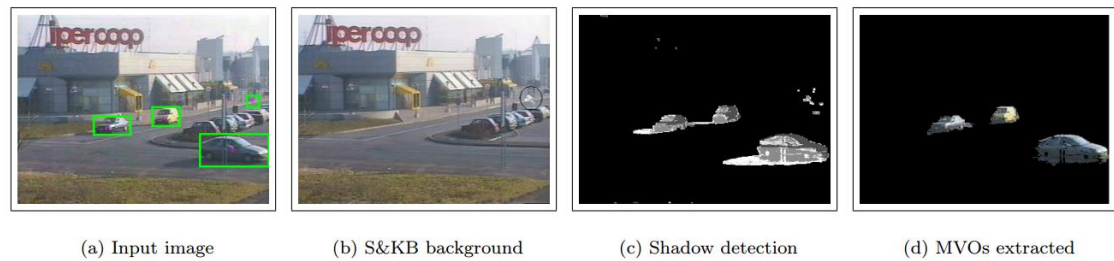 ipercoop
ipercoop
(a) Input image
(b) S&KB background
(c) Shadow detection
(d) MVOs extracted